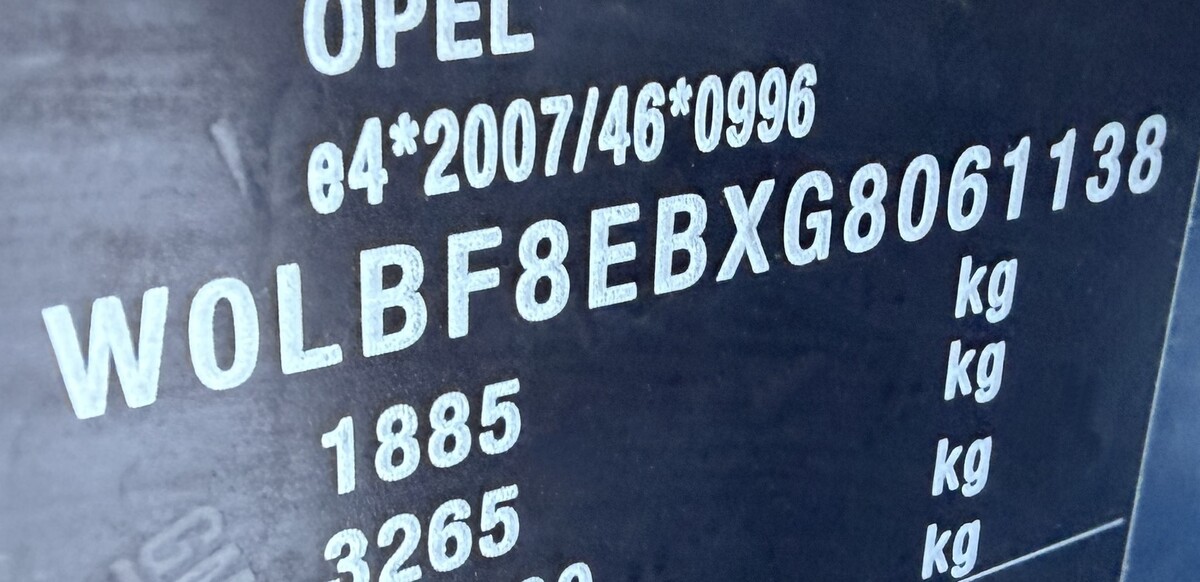 OPEL
e4*2007/46*0996
W0LBF8EBXG8061138
1885 kg
3265 kg
kg
kg